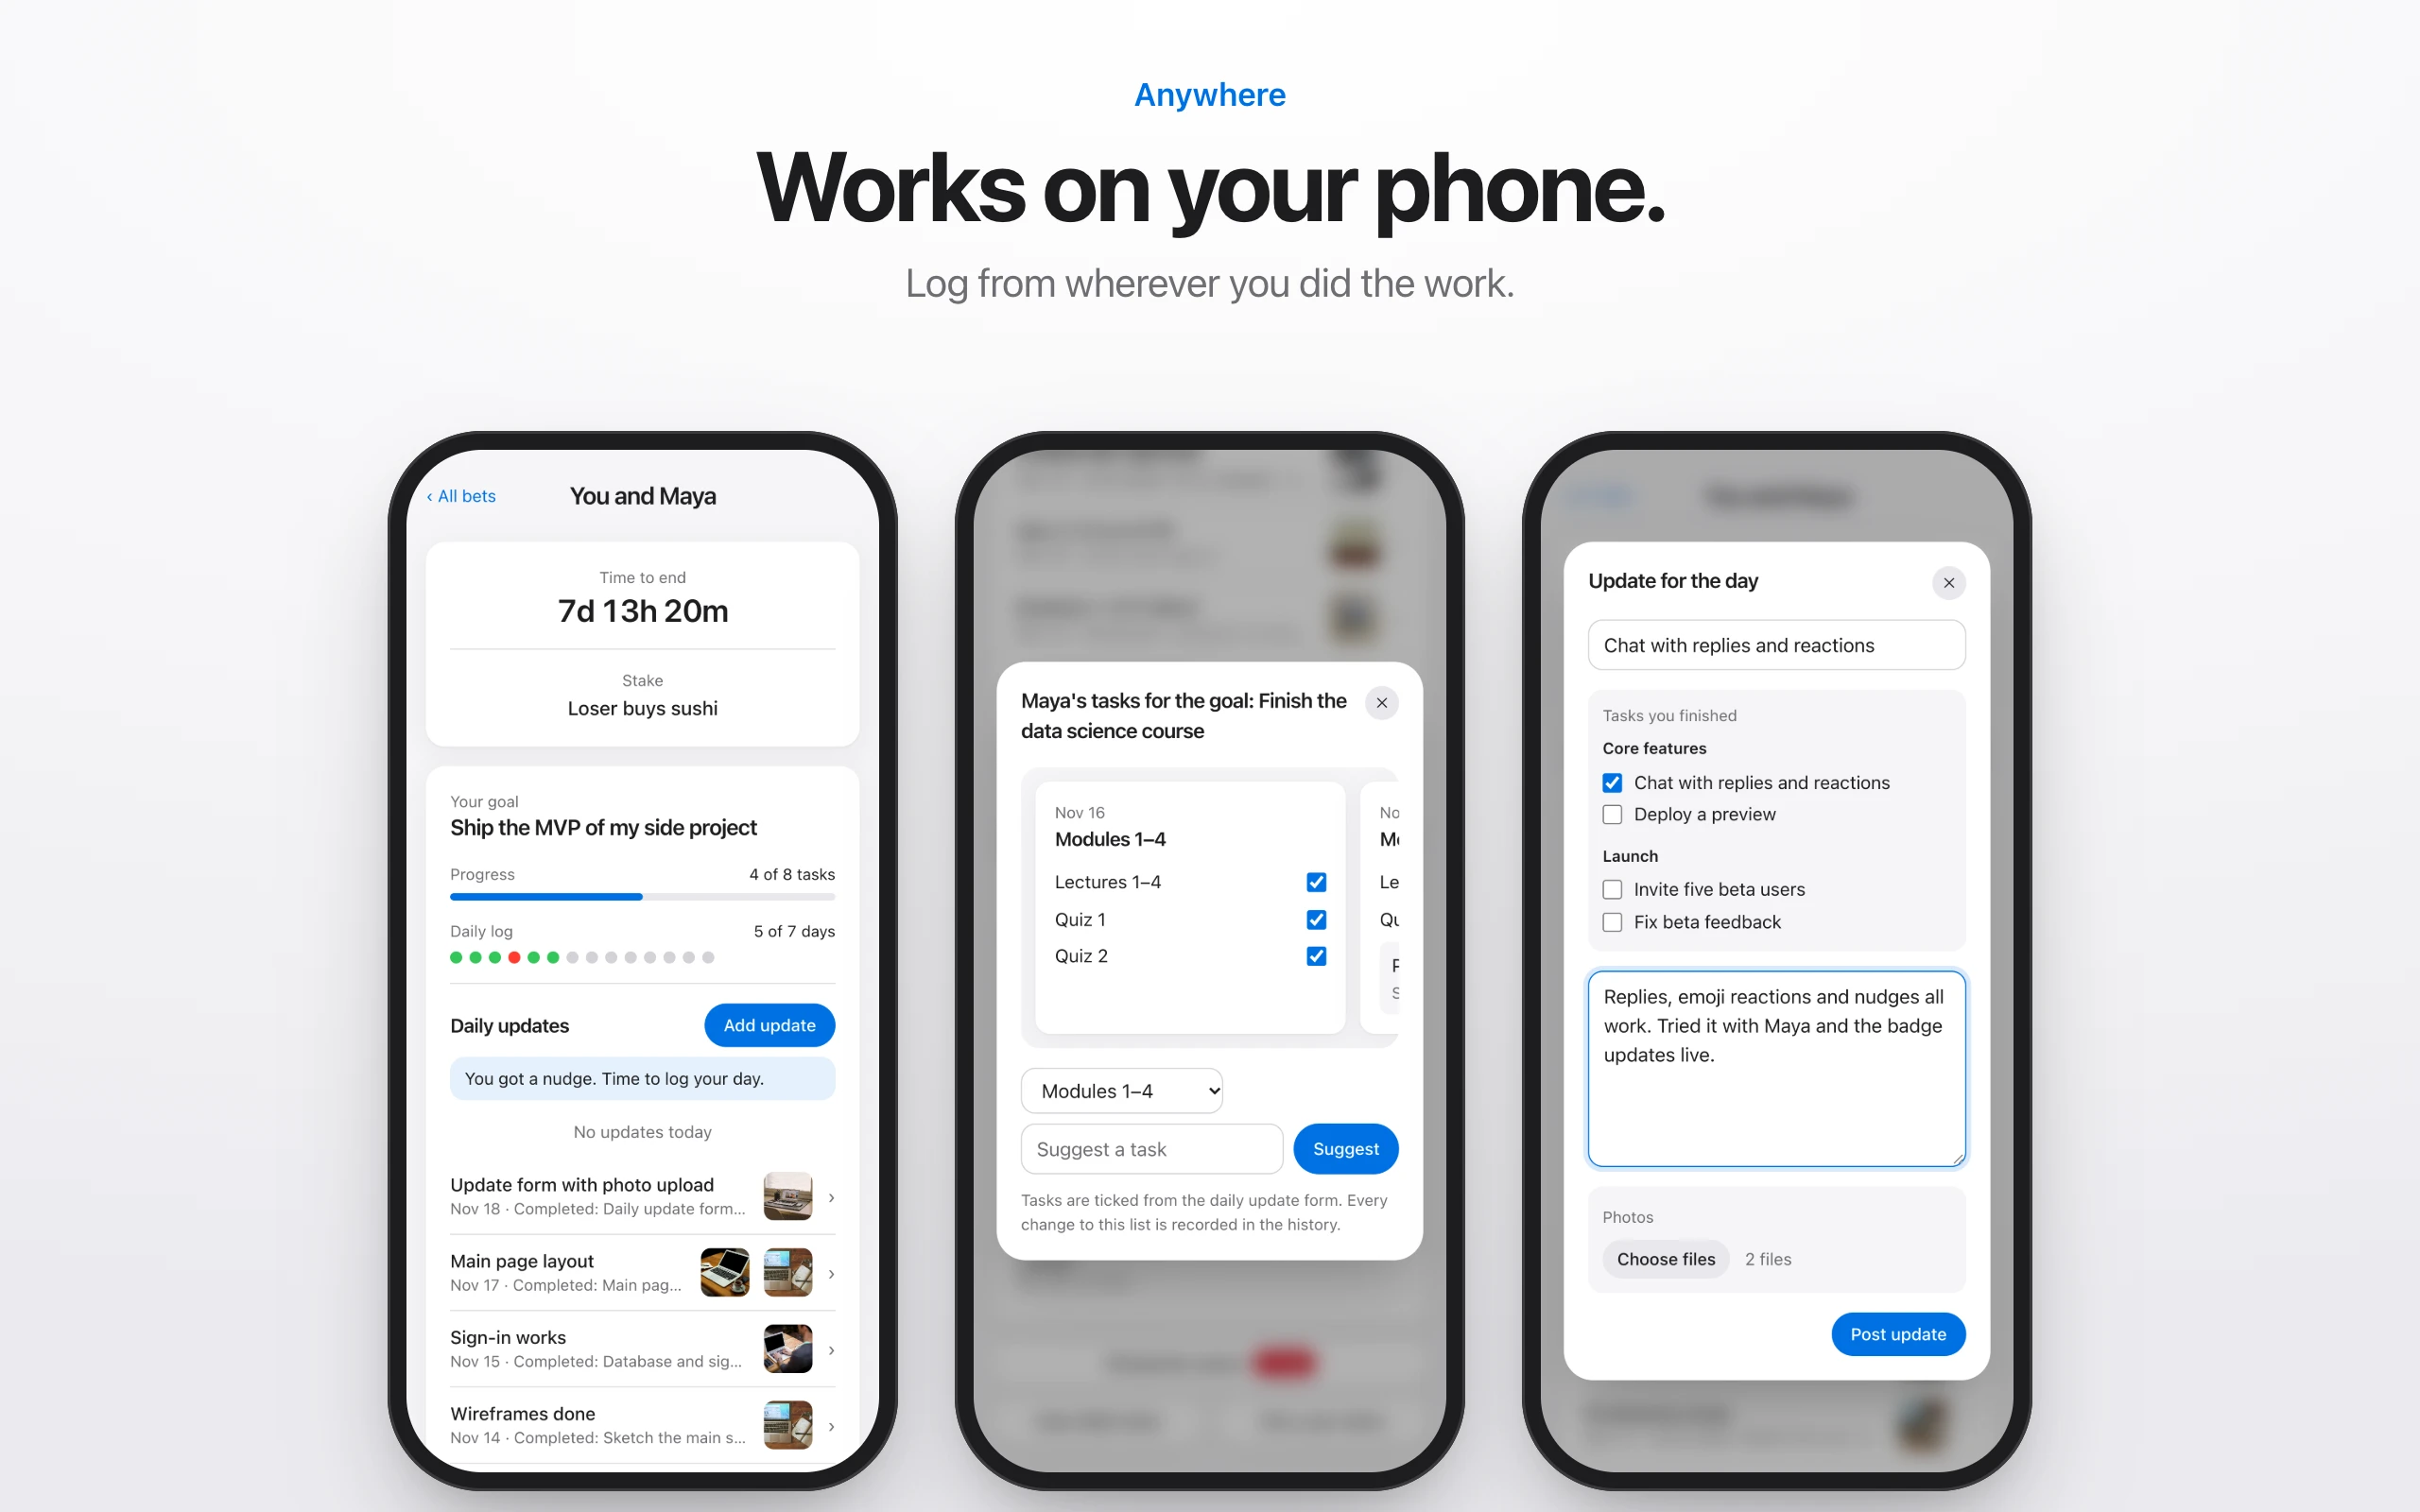 Anywhere
Works on your phone.
Log from wherever you did the work.
‹ All bets
You and Maya
Time to end
7d 13h 20m
Stake
Loser buys sushi
Your goal
Ship the MVP of my side project
Progress 4 of 8 tasks
Daily log 5 of 7 days
Daily updates Add update
You got a nudge. Time to log your day.
No updates today
Update form with photo upload
Nov 18 · Completed: Daily update form...
Main page layout
Nov 17 · Completed: Main pag...
Sign-in works
Nov 15 · Completed: Database and sig...
Wireframes done
Nov 14 · Completed: Sketch the main s...
Maya's tasks for the goal: Finish the
data science course
Nov 16
Modules 1–4
Lectures 1–4
Quiz 1
Quiz 2
No
Le
Qu
Modules 1–4
Suggest a task Suggest
Tasks are ticked from the daily update form. Every
change to this list is recorded in the history.
Update for the day
Chat with replies and reactions
Tasks you finished
Core features
Chat with replies and reactions
Deploy a preview
Launch
Invite five beta users
Fix beta feedback
Replies, emoji reactions and nudges all
work. Tried it with Maya and the badge
updates live.
Photos
Choose files 2 files
Post update